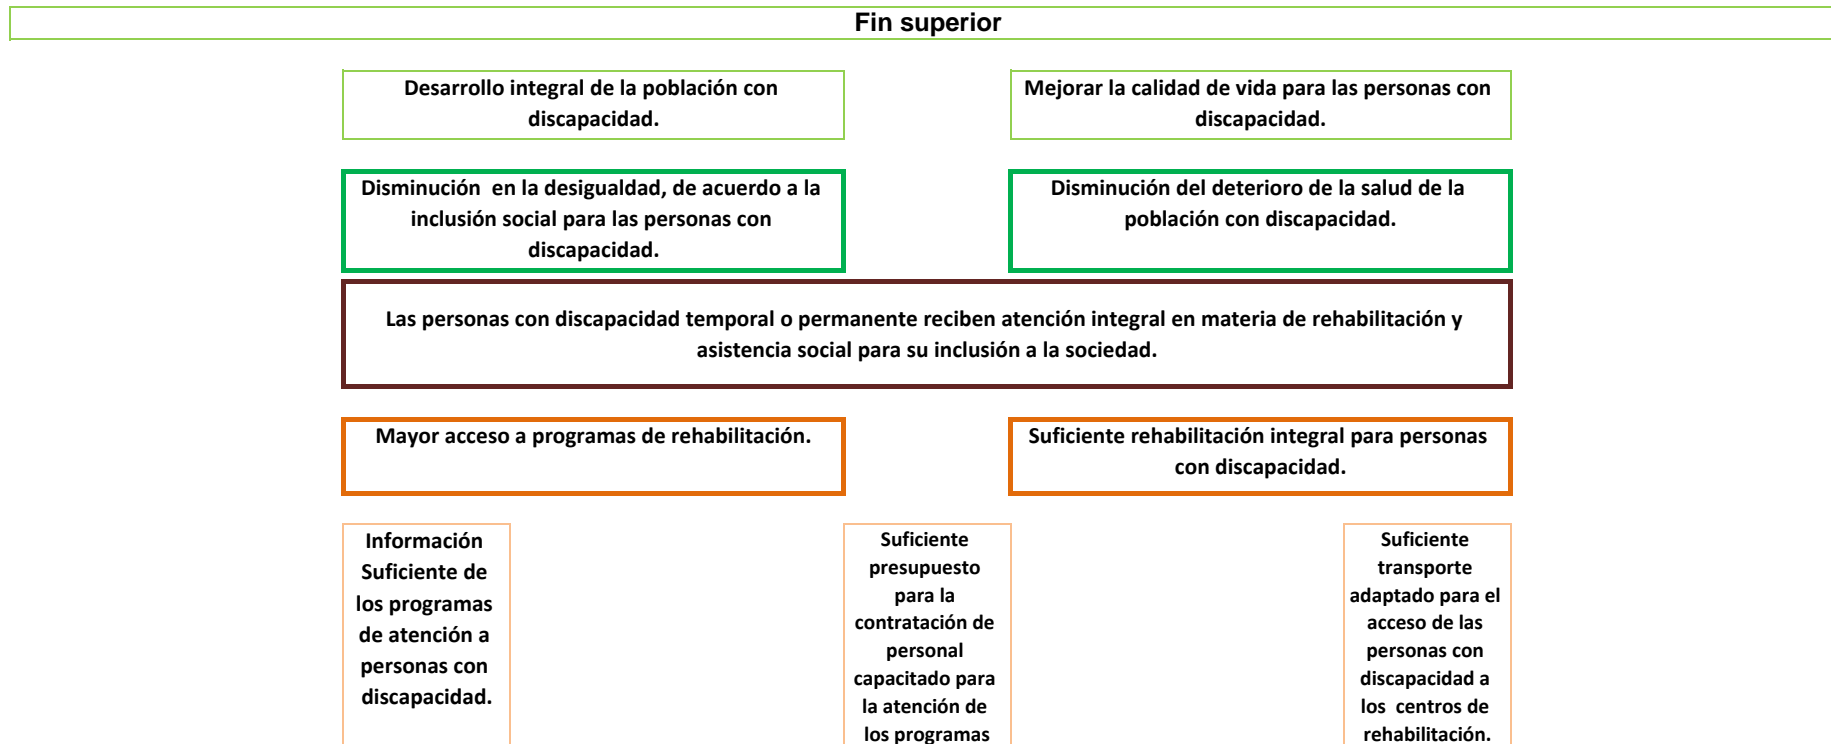 Fin superior
Desarrollo integral de la población con
discapacidad.
Mejorar la calidad de vida para las personas con
discapacidad.
Disminución  en la desigualdad, de acuerdo a la
inclusión social para las personas con
discapacidad.
Disminución del deterioro de la salud de la
población con discapacidad.
Las personas con discapacidad temporal o permanente reciben atención integral en materia de rehabilitación y
asistencia social para su inclusión a la sociedad.
Mayor acceso a programas de rehabilitación.
Suficiente rehabilitación integral para personas
con discapacidad.
Información
Suficiente de
los programas
de atención a
personas con
discapacidad.
Suficiente
presupuesto
para la
contratación de
personal
capacitado para
la atención de
los programas
Suficiente
transporte
adaptado para el
acceso de las
personas con
discapacidad a
los  centros de
rehabilitación.